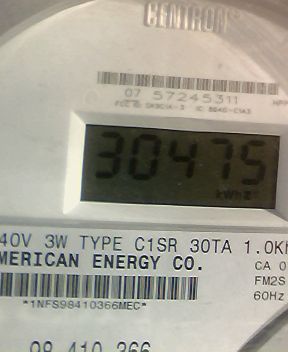 CENTRON
07 57245311
30475
kWh
40V 3W TYPE C1SR 30TA 1.0K
MERICAN ENERGY CO.
CA 0
FM2S
60Hz
*1NFS98410366MEC*
98 410 366